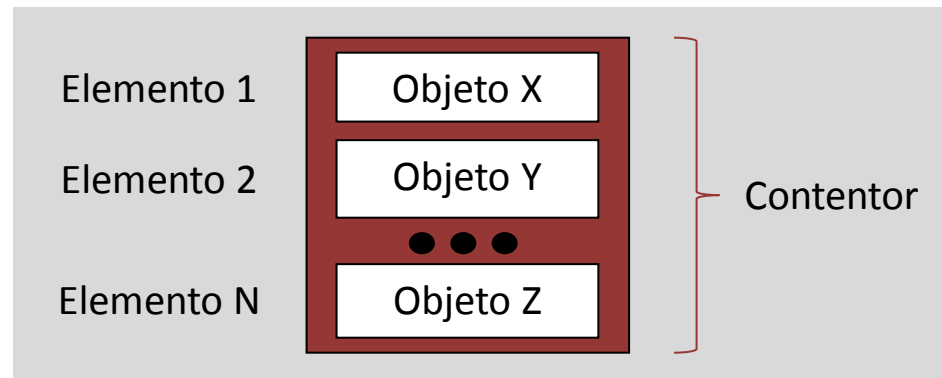 Elemento 1
Objeto X
Elemento 2
Objeto Y
Contentor
Elemento N
Objeto Z